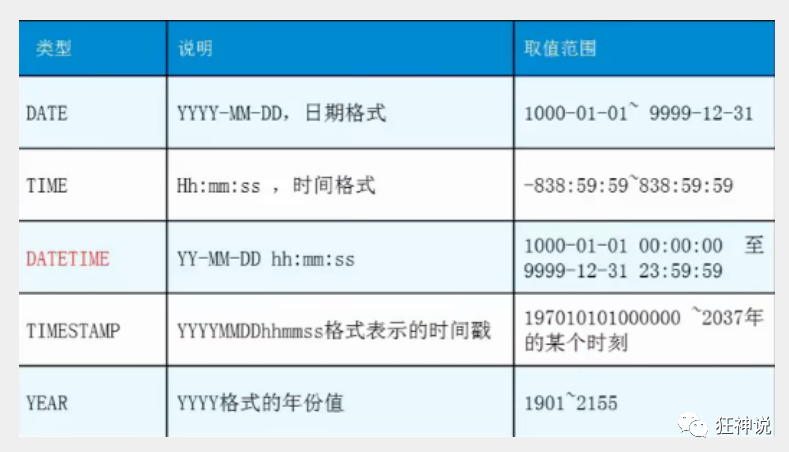 类型 说明 取值范围
DATE YYYY-MM-DD，日期格式 1000-01-01~ 9999-12-31
TIME Hh:mm:ss ，时间格式 -838:59:59~838:59:59
DATETIME YY-MM-DD hh:mm:ss 1000-01-01 00:00:00 至
9999-12-31 23:59:59
TIMESTAMP YYYYMMDDhhmmss格式表示的时间戳 197010101000000 ~2037年
的某个时刻
YEAR YYYY格式的年份值 1901~2155
狂神说